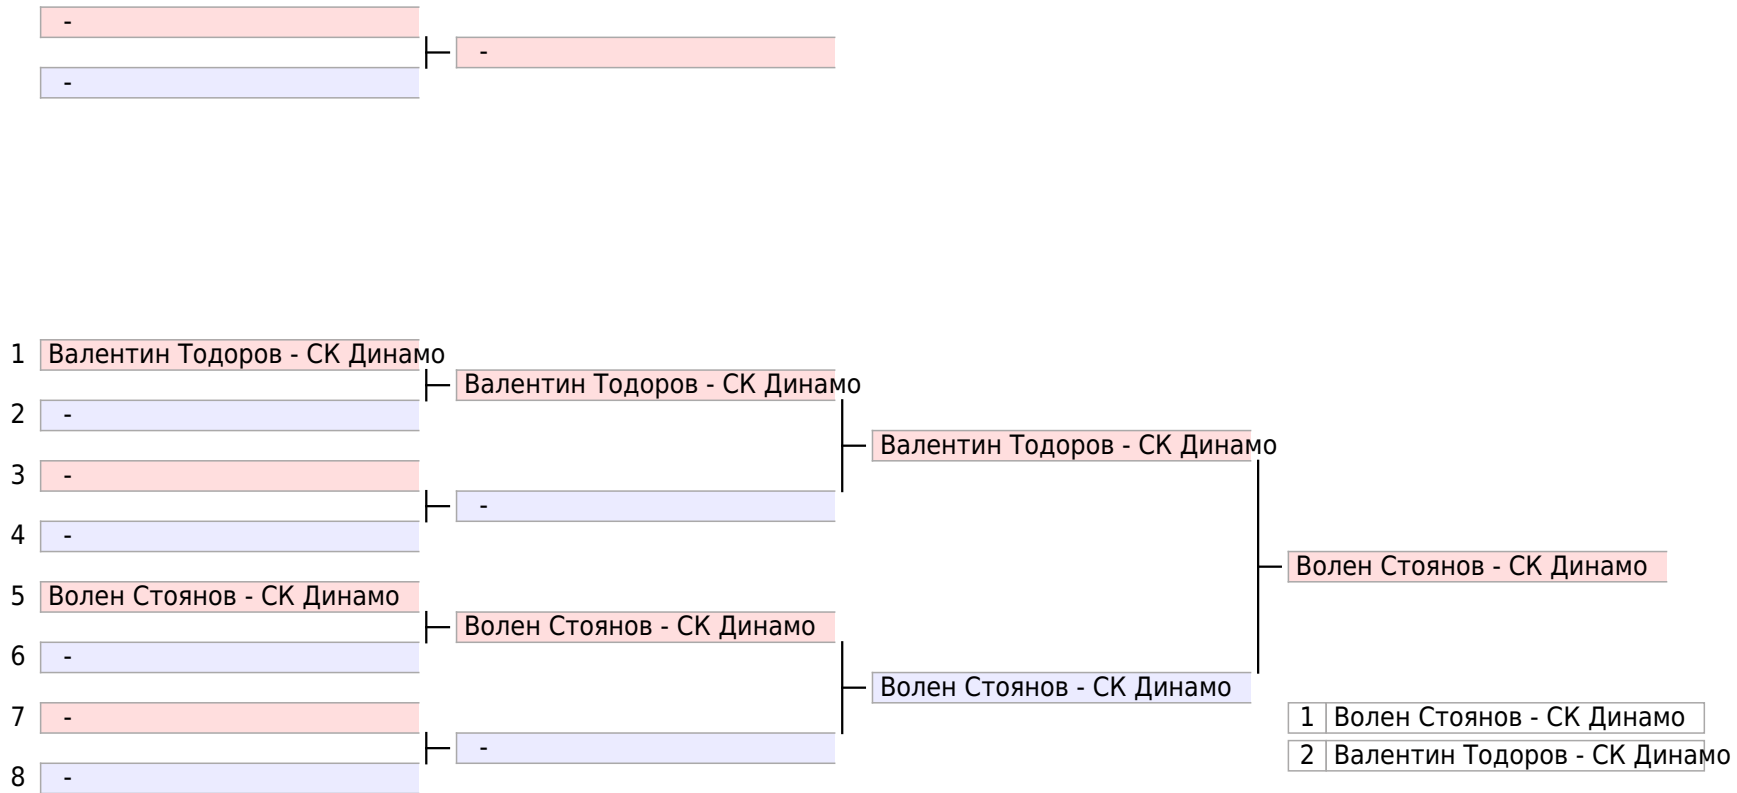 -
-
-
1 Валентин Тодоров - СК Динамо
Валентин Тодоров - СК Динамо
2 -
Валентин Тодоров - СК Динамо
3 -
-
4 -
Волен Стоянов - СК Динамо
5 Волен Стоянов - СК Динамо
Волен Стоянов - СК Динамо
6 -
Волен Стоянов - СК Динамо
7 -
1 Волен Стоянов - СК Динамо
-
2 Валентин Тодоров - СК Динамо
8 -